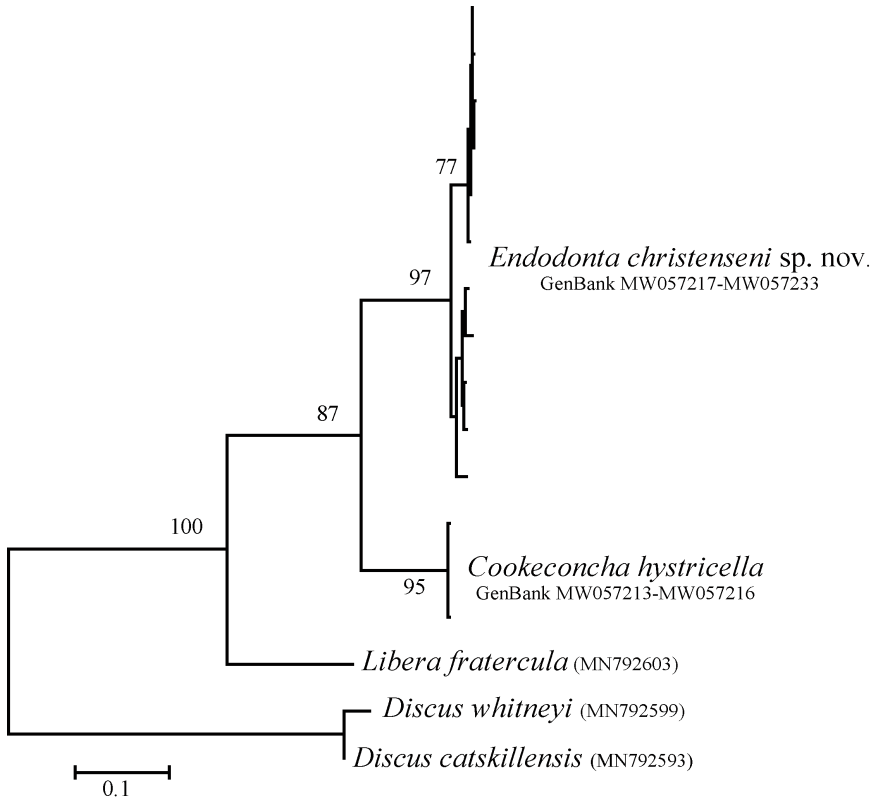 77
Endodonta christenseni sp. nov.
GenBank MW057217-MW057233
97
87
100
Cookeconcha hystricella
95
GenBank MW057213-MW057216
Libera fratercula (MN792603)
Discus whitneyi (MN792599)
Discus catskillensis (MN792593)
0.1